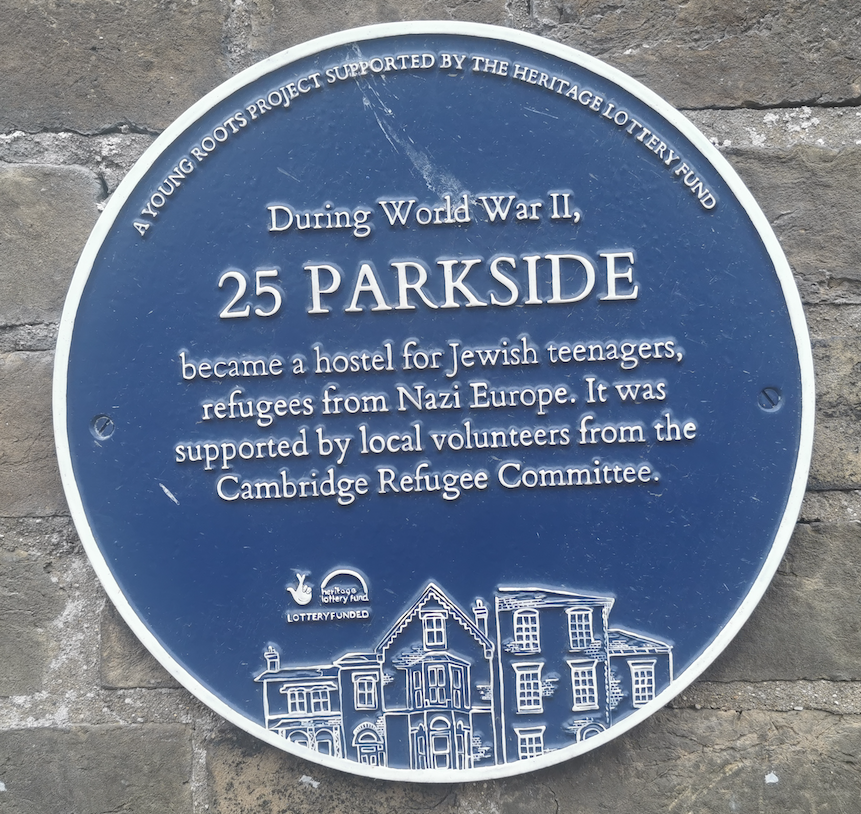 A YOUNG ROOTS PROJECT SUPPORTED BY THE HERITAGE LOTTERY FUND
During World War II,
25 PARKSIDE
became a hostel for Jewish teenagers,
refugees from Nazi Europe. It was
supported by local volunteers from the
Cambridge Refugee Committee.
heritage
lottery fund
LOTTERY FUNDED